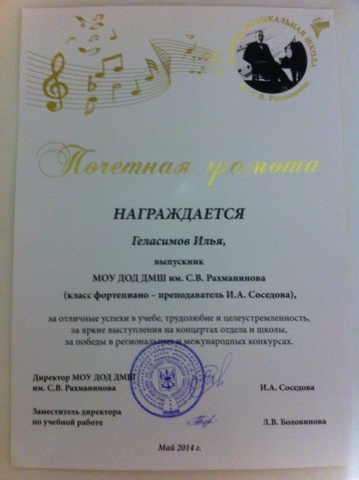 Почетная грамота
НАГРАЖДАЕТСЯ
Геласимов Илья,
выпускник
МОУ ДОД ДМШ им. С.В. Рахманинова
(класс фортепиано – преподаватель И.А. Соседова),
за отличные успехи в учебе, трудолюбие и целеустремленность,
за яркие выступления на концертах отдела и школы,
за победы в региональных и международных конкурсах.
Директор МОУ ДОД ДМШ
им. С.В. Рахманинова
И.А. Соседова
Заместитель директора
по учебной работе
Л.В. Боловинова
Май 2014 г.